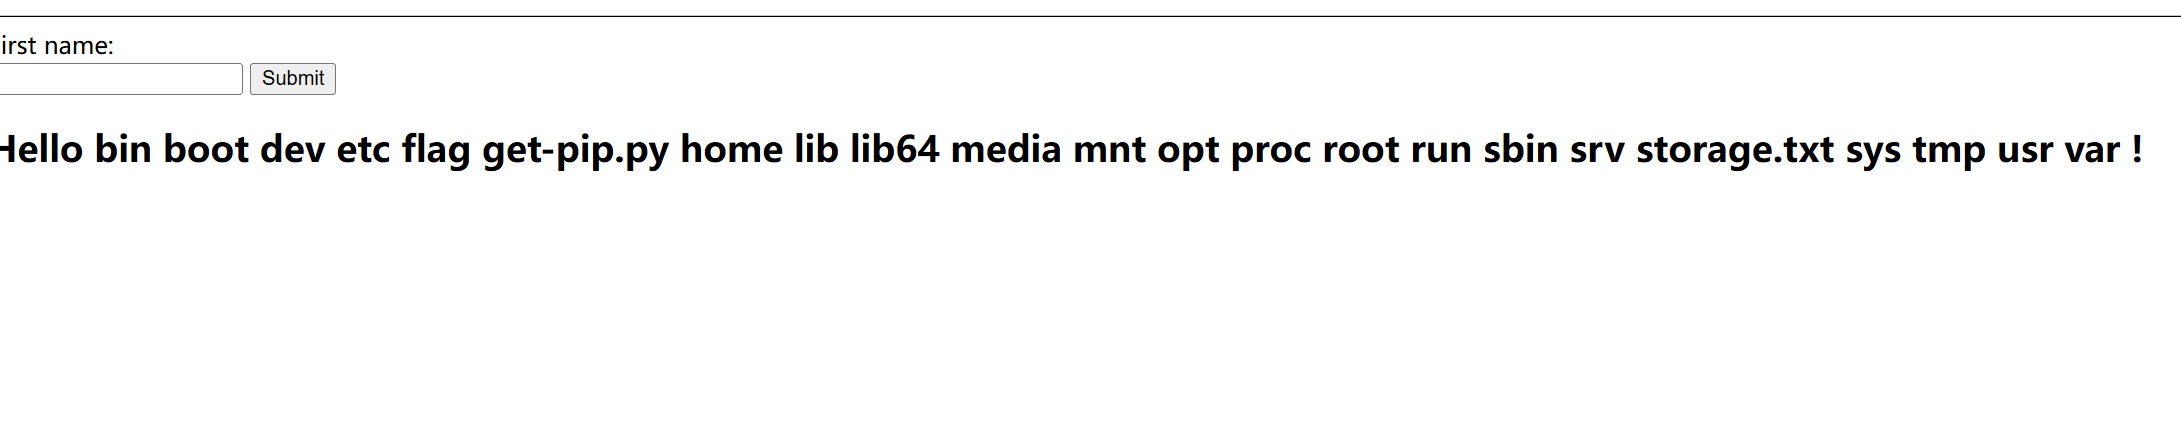 irst name:
Submit
Hello bin boot dev etc flag get-pip.py home lib lib64 media mnt opt proc root run sbin srv storage.txt sys tmp usr var !